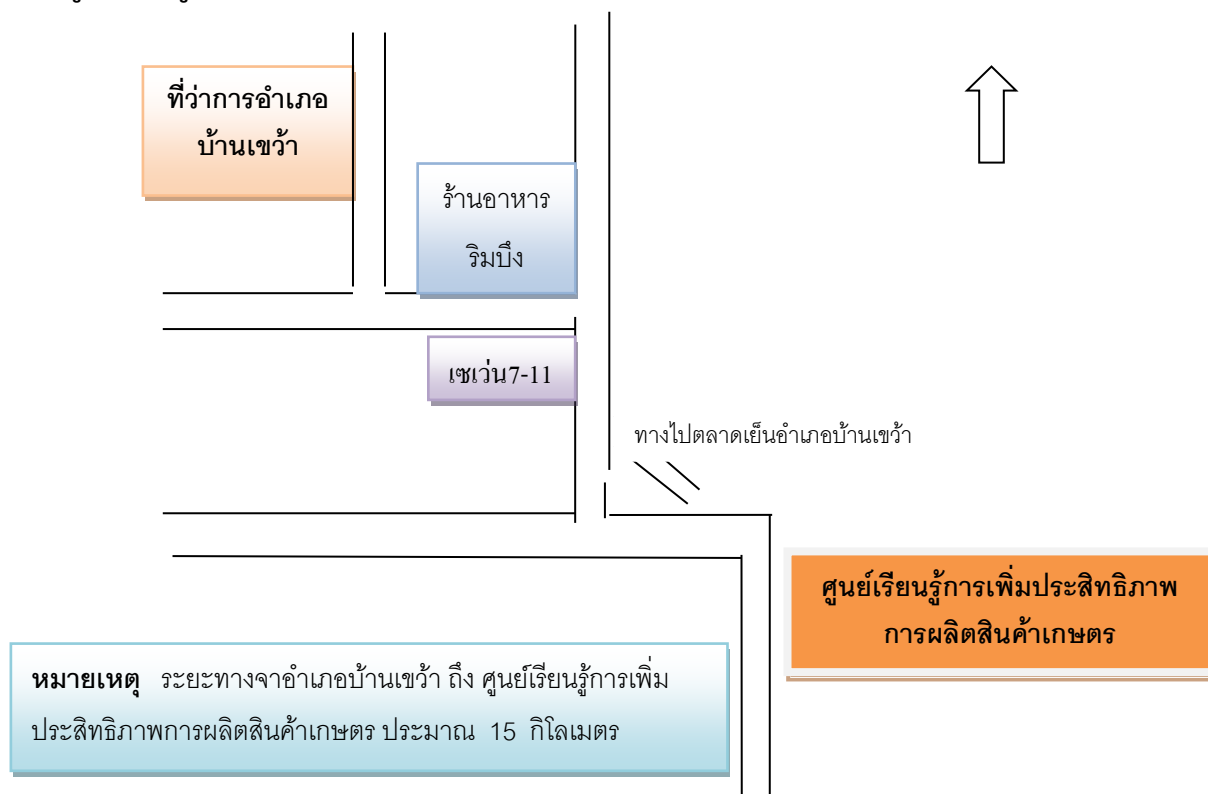 ที่ว่าการอำเภอ
บ้านเขว้า
ร้านอาหาร
ริมบึง
เซเว่น7-11
ทางไปตลาดเย็นอำเภอบ้านเขว้า
ศูนย์เรียนรู้การเพิ่มประสิทธิภาพ
การผลิตสินค้าเกษตร
หมายเหตุ ระยะทางจาอำเภอบ้านเขว้า ถึง ศูนย์เรียนรู้การเพิ่ม
ประสิทธิภาพการผลิตสินค้าเกษตร ประมาณ 15 กิโลเมตร